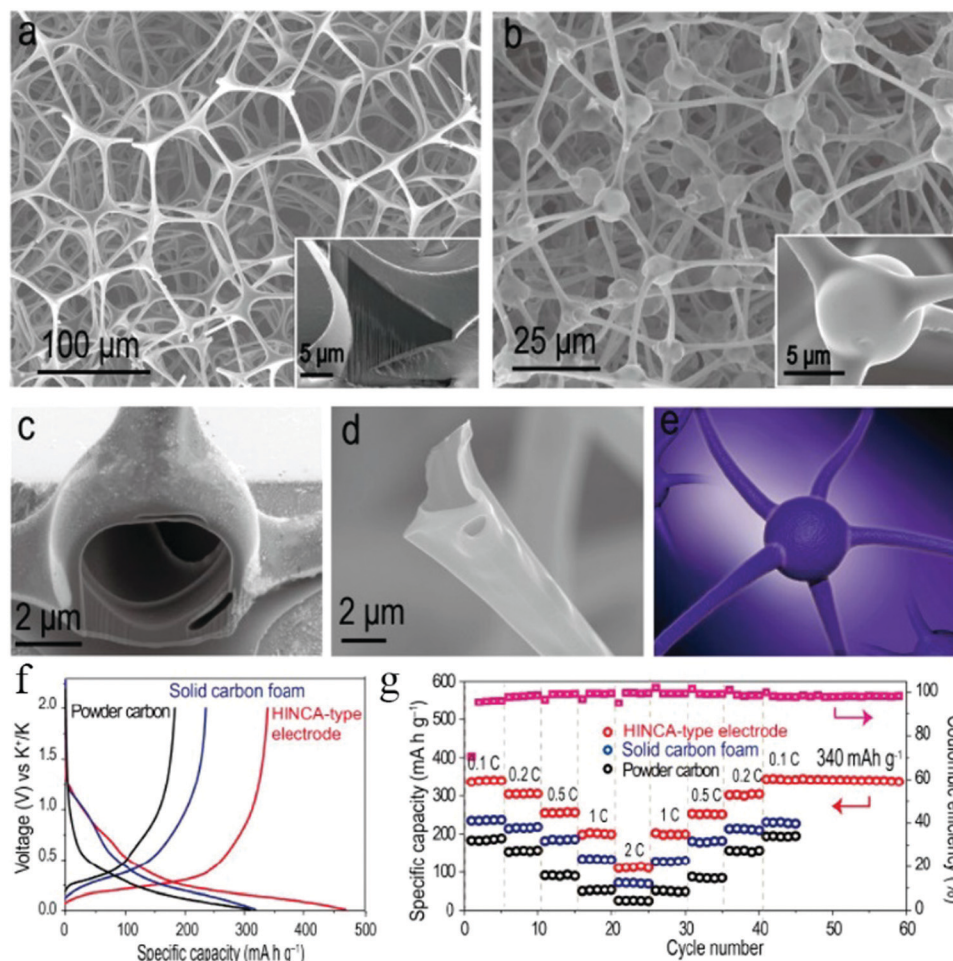 a
100 µm
5 µm
b
25 µm
5 µm
c
2 µm
d
2 µm
e
f
Voltage (V) vs K⁺/K
2.0
1.5
1.0
0.5
0.0
Solid carbon foam
Powder carbon
HINCA-type
electrode
0 100 200 300 400 500
Specific capacity (mA h g⁻¹)
g
Specific capacity (mA h g⁻¹)
600
500
400
300
200
100
0
HINCA-type electrode
Solid carbon foam
Powder carbon
0.1 C
0.2 C
0.5 C
1 C
2 C
1 C
0.5 C
0.2 C
0.1 C
340 mAh g⁻¹
100
80
60
40
20
0
Coulombic efficiency (%)
0 10 20 30 40 50 60
Cycle number